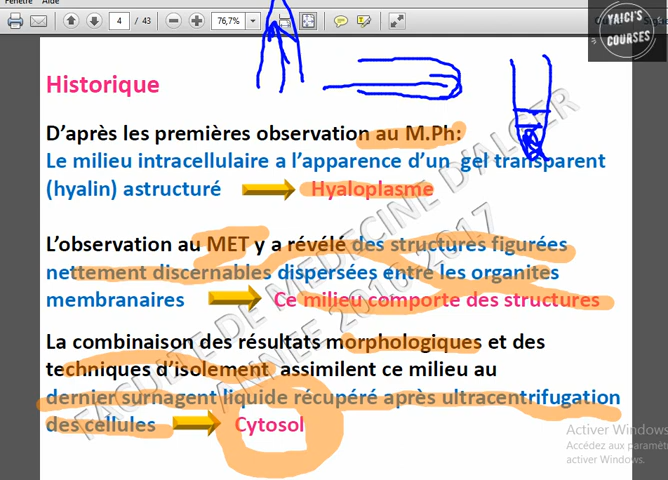 Fenêtre Aide
4 / 43
76,7%
YAICI'S
COURSES
Historique
D'après les premières observation au M.Ph:
Le milieu intracellulaire a l'apparence d'un gel transparent
(hyalin) astructuré Hyaloplasme
L'observation au MET y a révélé des structures figurées
nettement discernables dispersées entre les organites
membranaires Ce milieu comporte des structures
La combinaison des résultats morphologiques et des
techniques d'isolement assimilent ce milieu au
dernier surnagent liquide récupéré après ultracentrifugation
des cellules Cytosol
FACULTE DE MEDECINE D'ALGER
ANNEE 2016-2017
Activer Windows
Accédez aux paramèt
activer Windows.